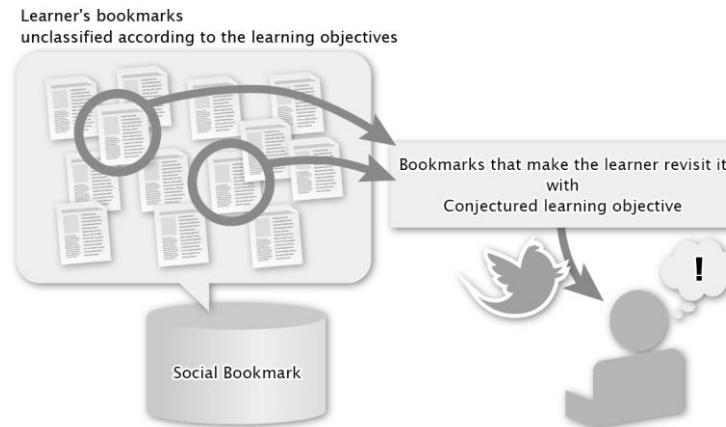 Learner's bookmarks
unclassified according to the learning objectives
Bookmarks that make the learner revisit it
with
Conjectured learning objective
!
Social Bookmark